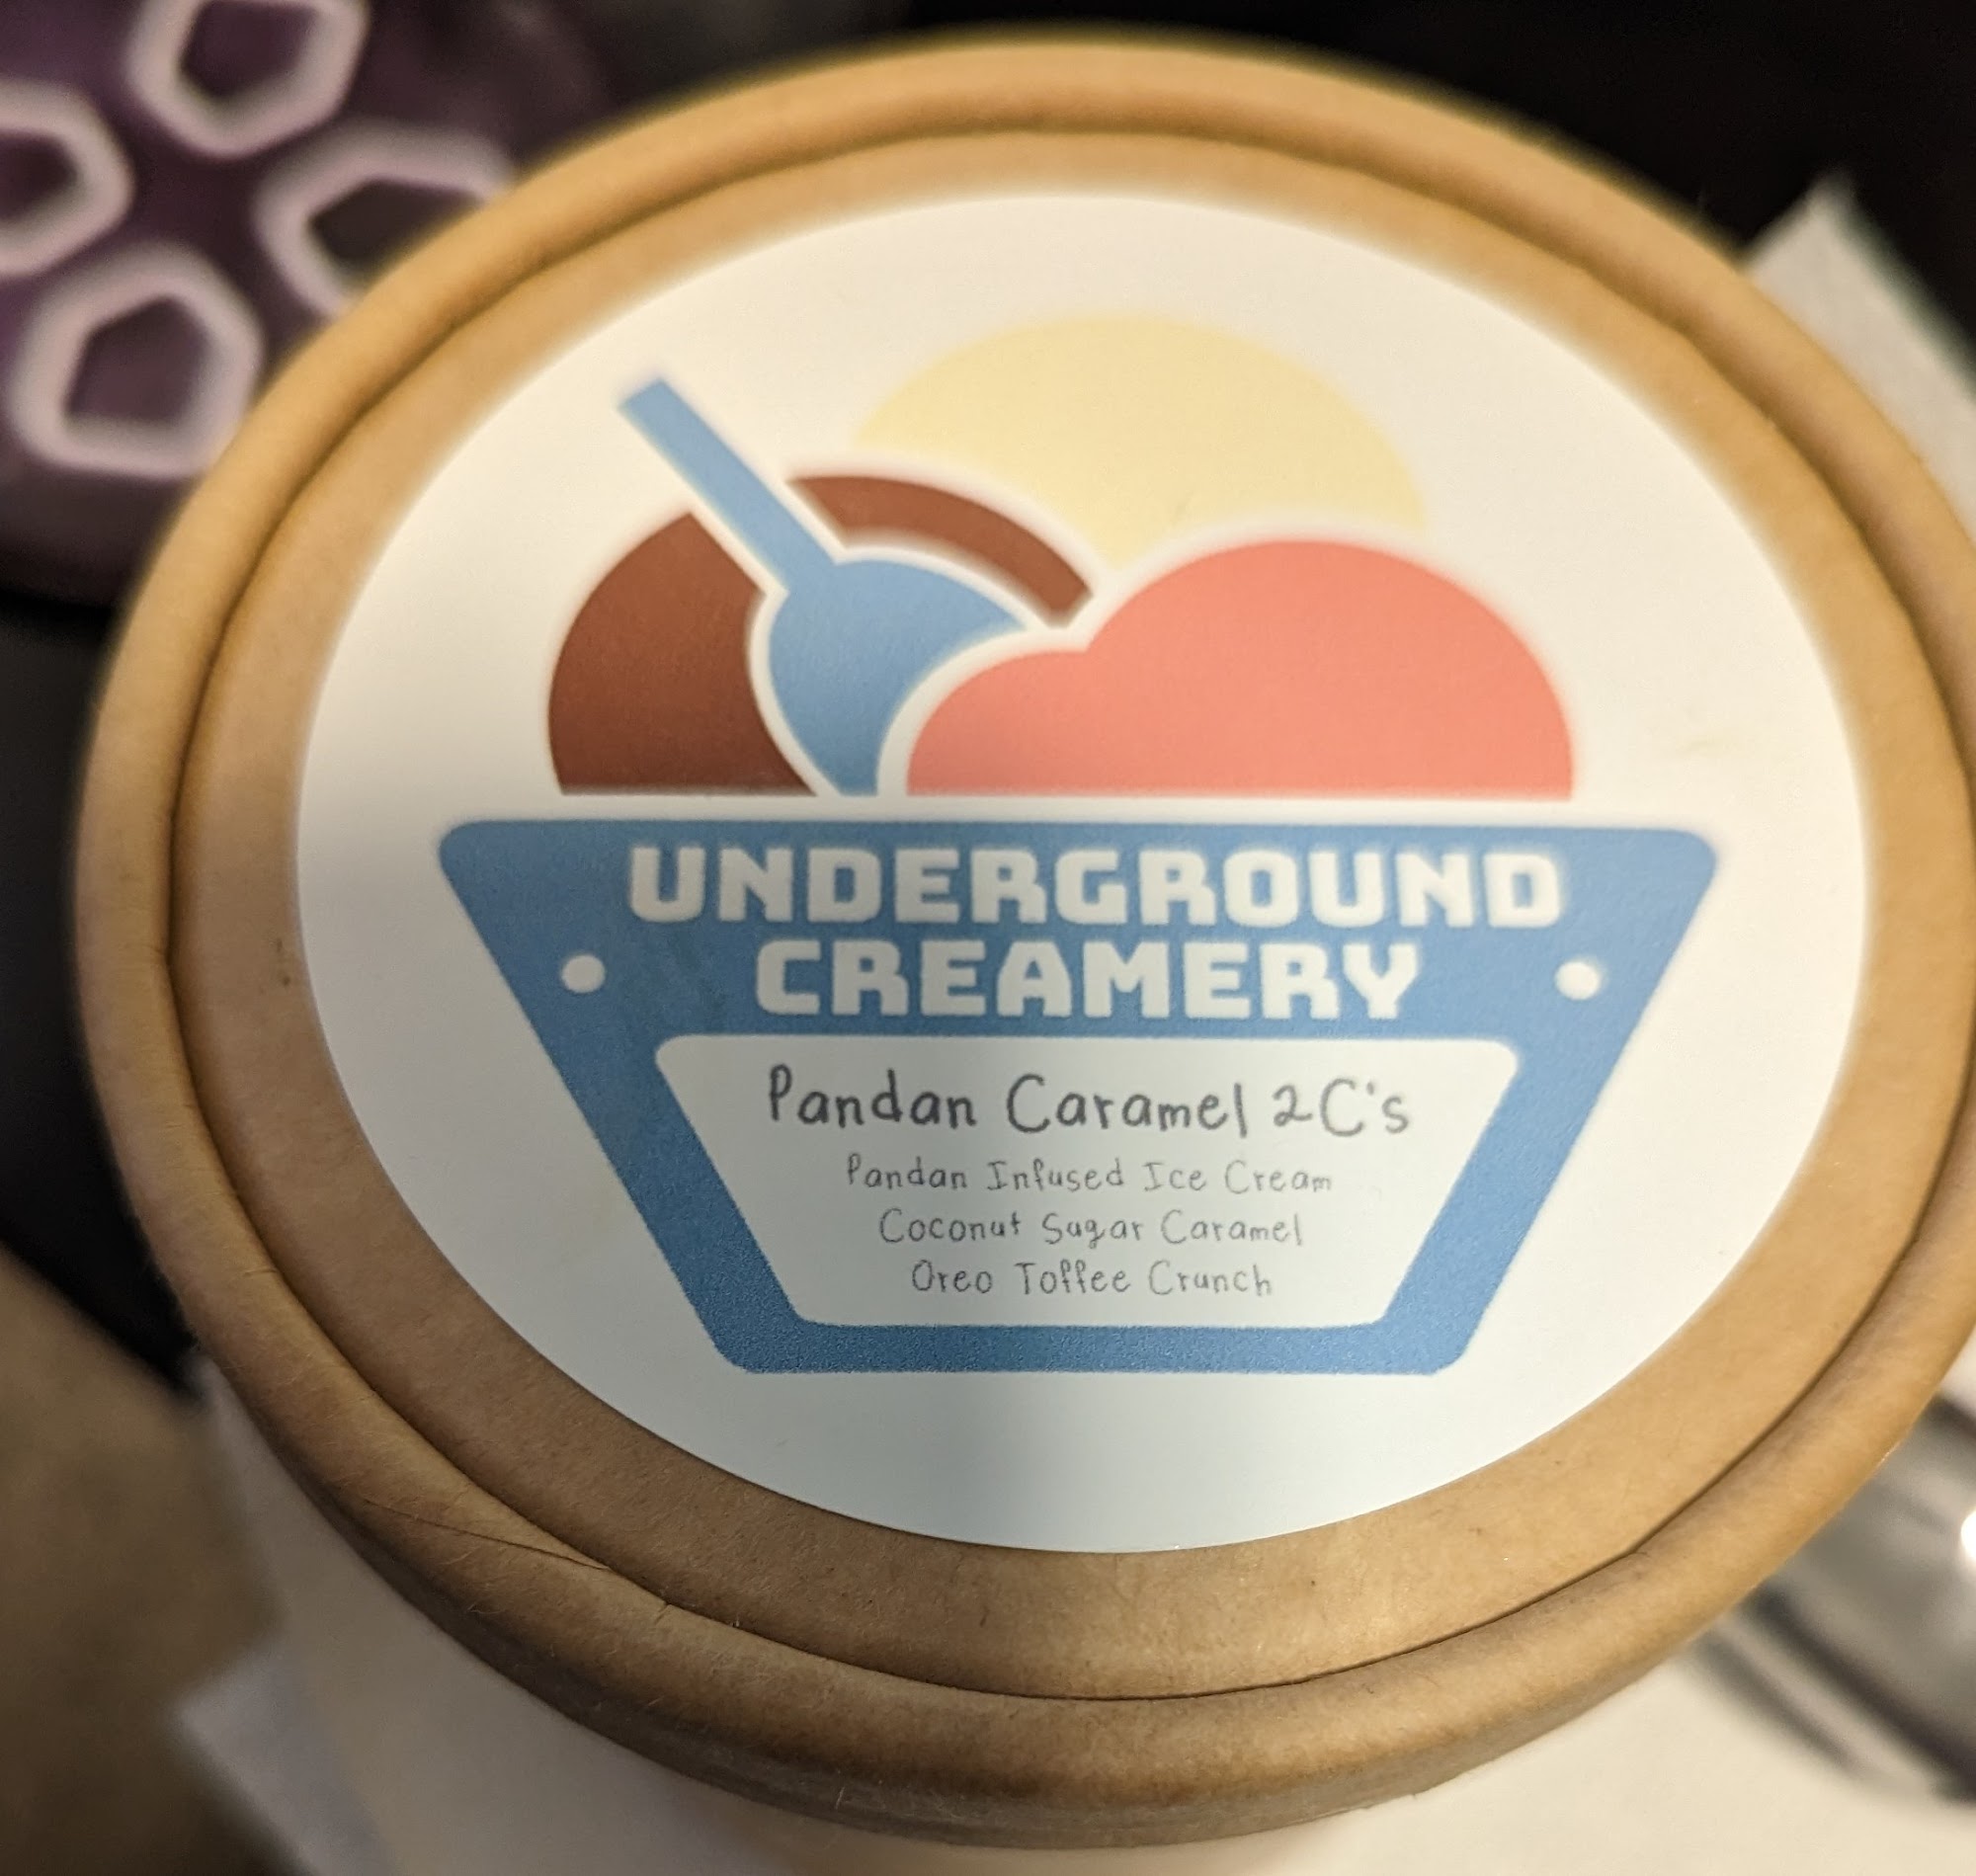 UNDERGROUND
CREAMERY
Pandan Caramel 2C's
Pandan Infused Ice Cream
Coconut Sugar Caramel
Oreo Toffee Crunch